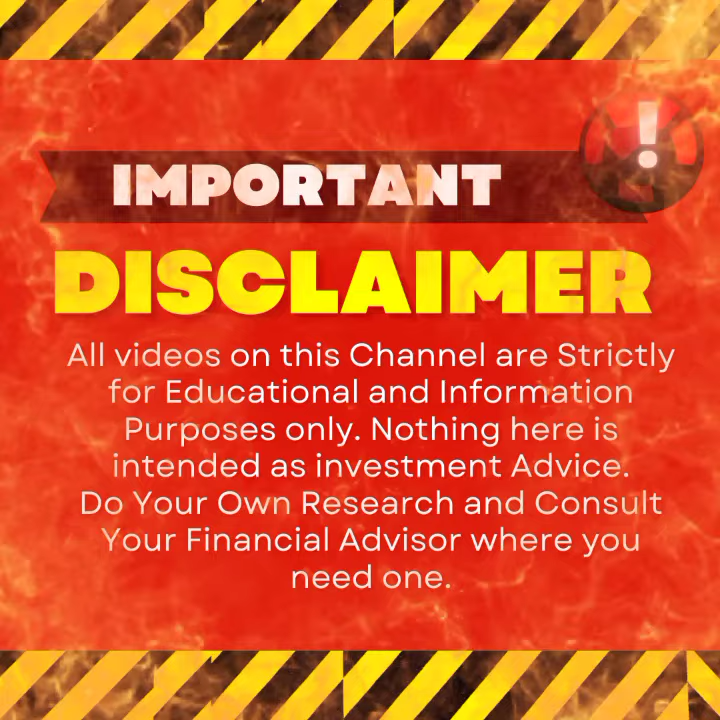 !
IMPORTANT
DISCLAIMER
All videos on this Channel are Strictly
for Educational and Information
Purposes only. Nothing here is
intended as investment Advice.
Do Your Own Research and Consult
Your Financial Advisor where you
need one.